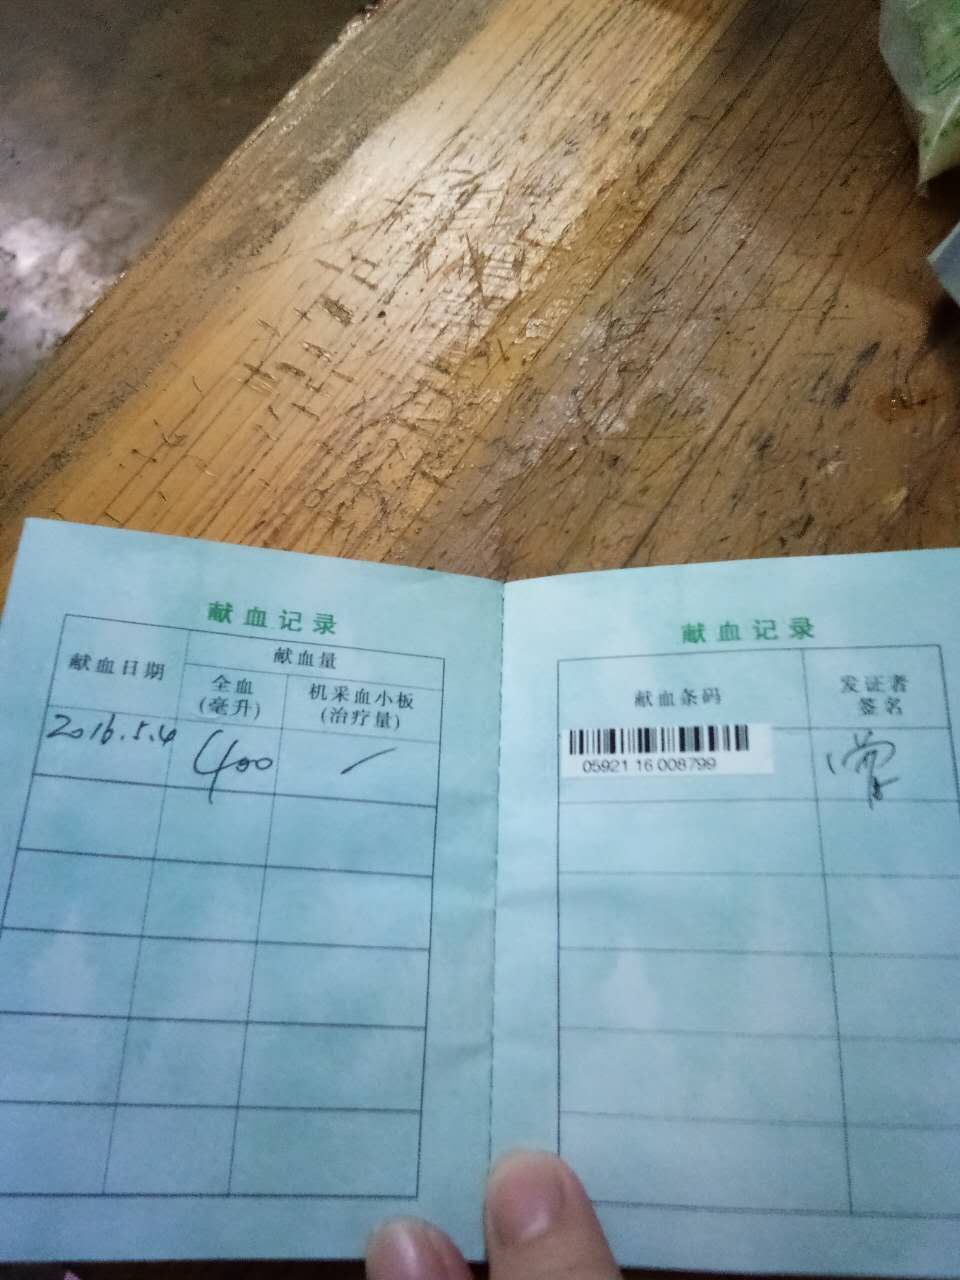 献血记录
献血日期
献血量
全血
(毫升)
机采血小板
(治疗量)
2016.5.4
400
/
献血记录
献血条码
发证者
签名
05921 16 008799